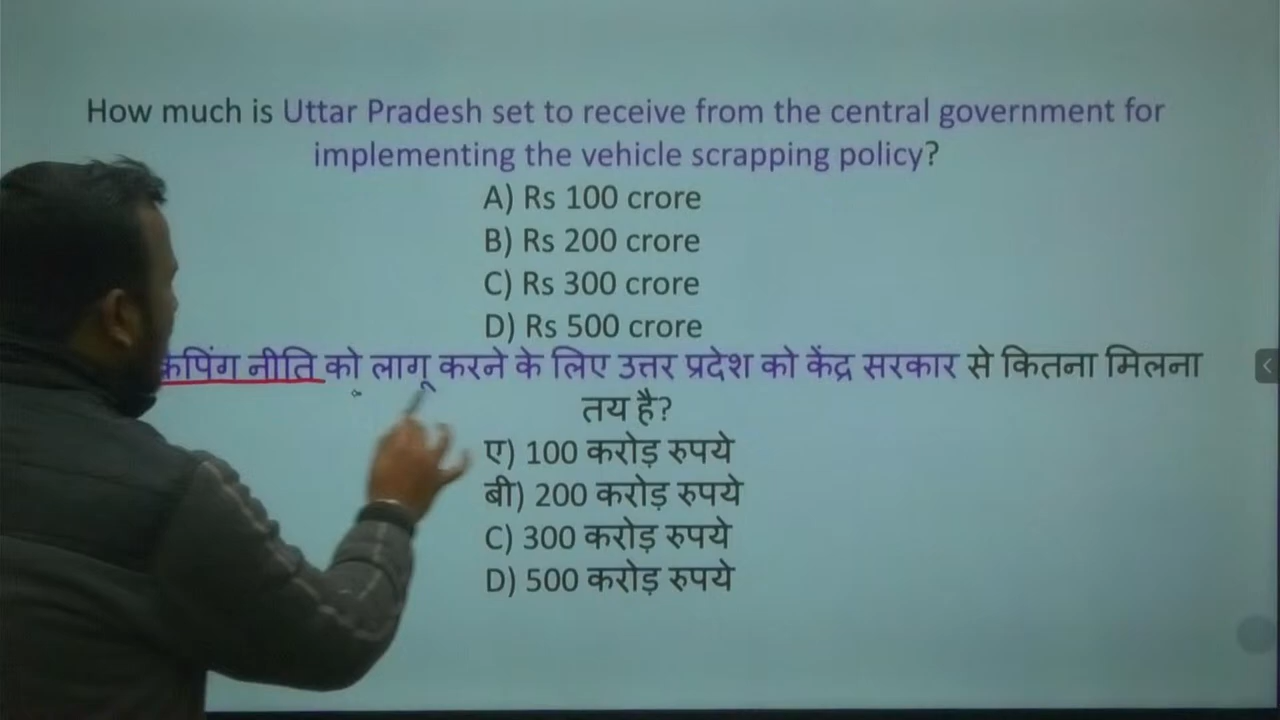 How much is Uttar Pradesh set to receive from the central government for
implementing the vehicle scrapping policy?
A) Rs 100 crore
B) Rs 200 crore
C) Rs 300 crore
D) Rs 500 crore
नीति को लागू करने के लिए उत्तर प्रदेश को केंद्र सरकार से कितना मिलना
तय है?
ए) 100 करोड़ रुपये
बी) 200 करोड़ रुपये
C) 300 करोड़ रुपये
D) 500 करोड़ रुपये